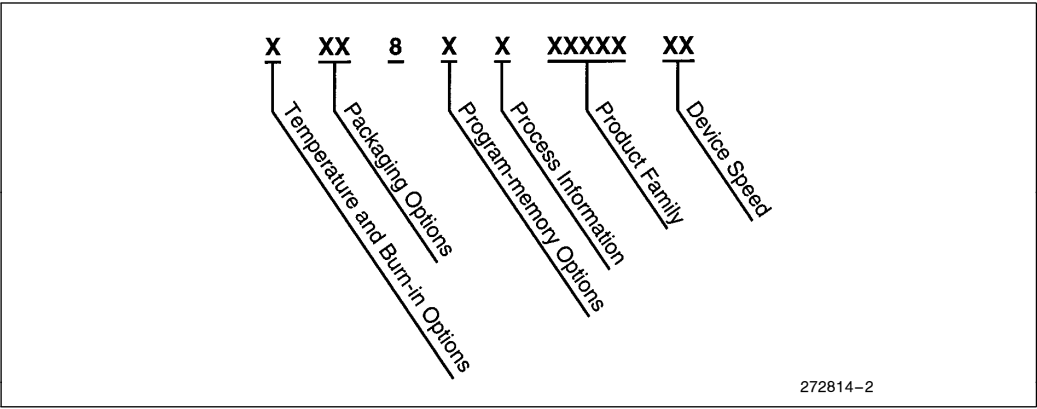 X XX 8 X X XXXXX XX
Temperature and Burn-in Options
Packaging Options
Program-memory Options
Process Information
Product Family
Device Speed
272814–2